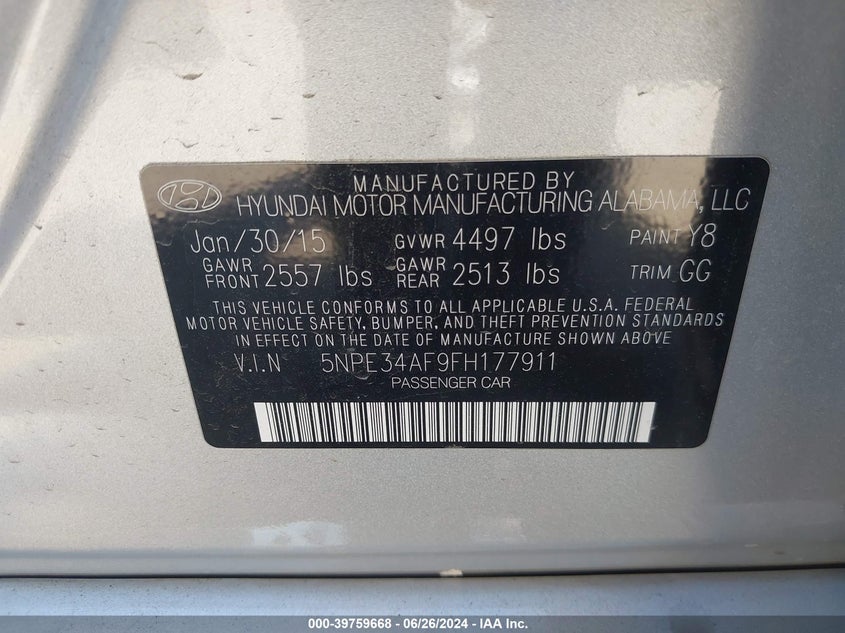 MANUFACTURED BY
HYUNDAI MOTOR MANUFACTURING ALABAMA, LLC
Jan/30/15 GVWR 4497 lbs PAINT Y8
GAWR FRONT 2557 lbs GAWR REAR 2513 lbs TRIM GG
THIS VEHICLE CONFORMS TO ALL APPLICABLE U.S.A. FEDERAL
MOTOR VEHICLE SAFETY, BUMPER, AND THEFT PREVENTION STANDARDS
IN EFFECT ON THE DATE OF MANUFACTURE SHOWN ABOVE
V.I.N 5NPE34AF9FH177911
PASSENGER CAR
000-39759668 - 06/26/2024 - IAA Inc.